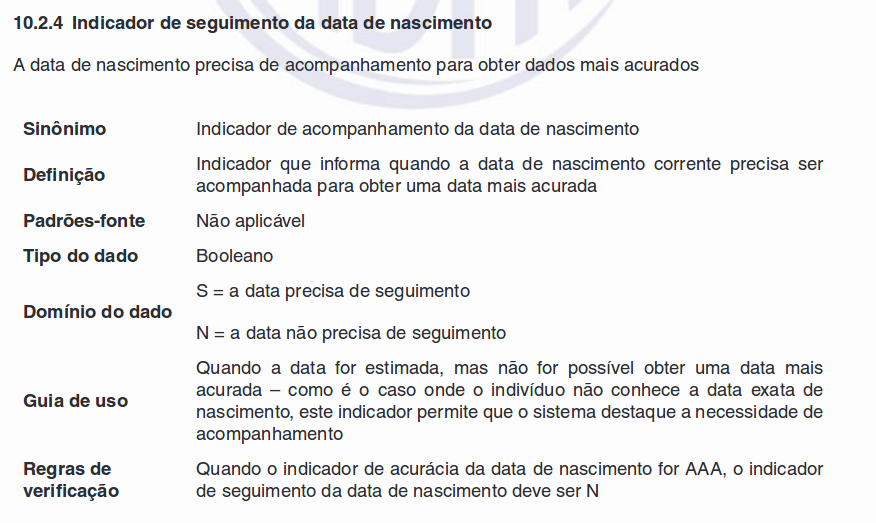 10.2.4 Indicador de seguimento da data de nascimento
A data de nascimento precisa de acompanhamento para obter dados mais acurados
Sinônimo Indicador de acompanhamento da data de nascimento
Definição Indicador que informa quando a data de nascimento corrente precisa ser
acompanhada para obter uma data mais acurada
Padrões-fonte Não aplicável
Tipo do dado Booleano
Domínio do dado S = a data precisa de seguimento
N = a data não precisa de seguimento
Guia de uso Quando a data for estimada, mas não for possível obter uma data mais
acurada – como é o caso onde o indivíduo não conhece a data exata de
nascimento, este indicador permite que o sistema destaque a necessidade de
acompanhamento
Regras de verificação Quando o indicador de acurácia da data de nascimento for AAA, o indicador
de seguimento da data de nascimento deve ser N